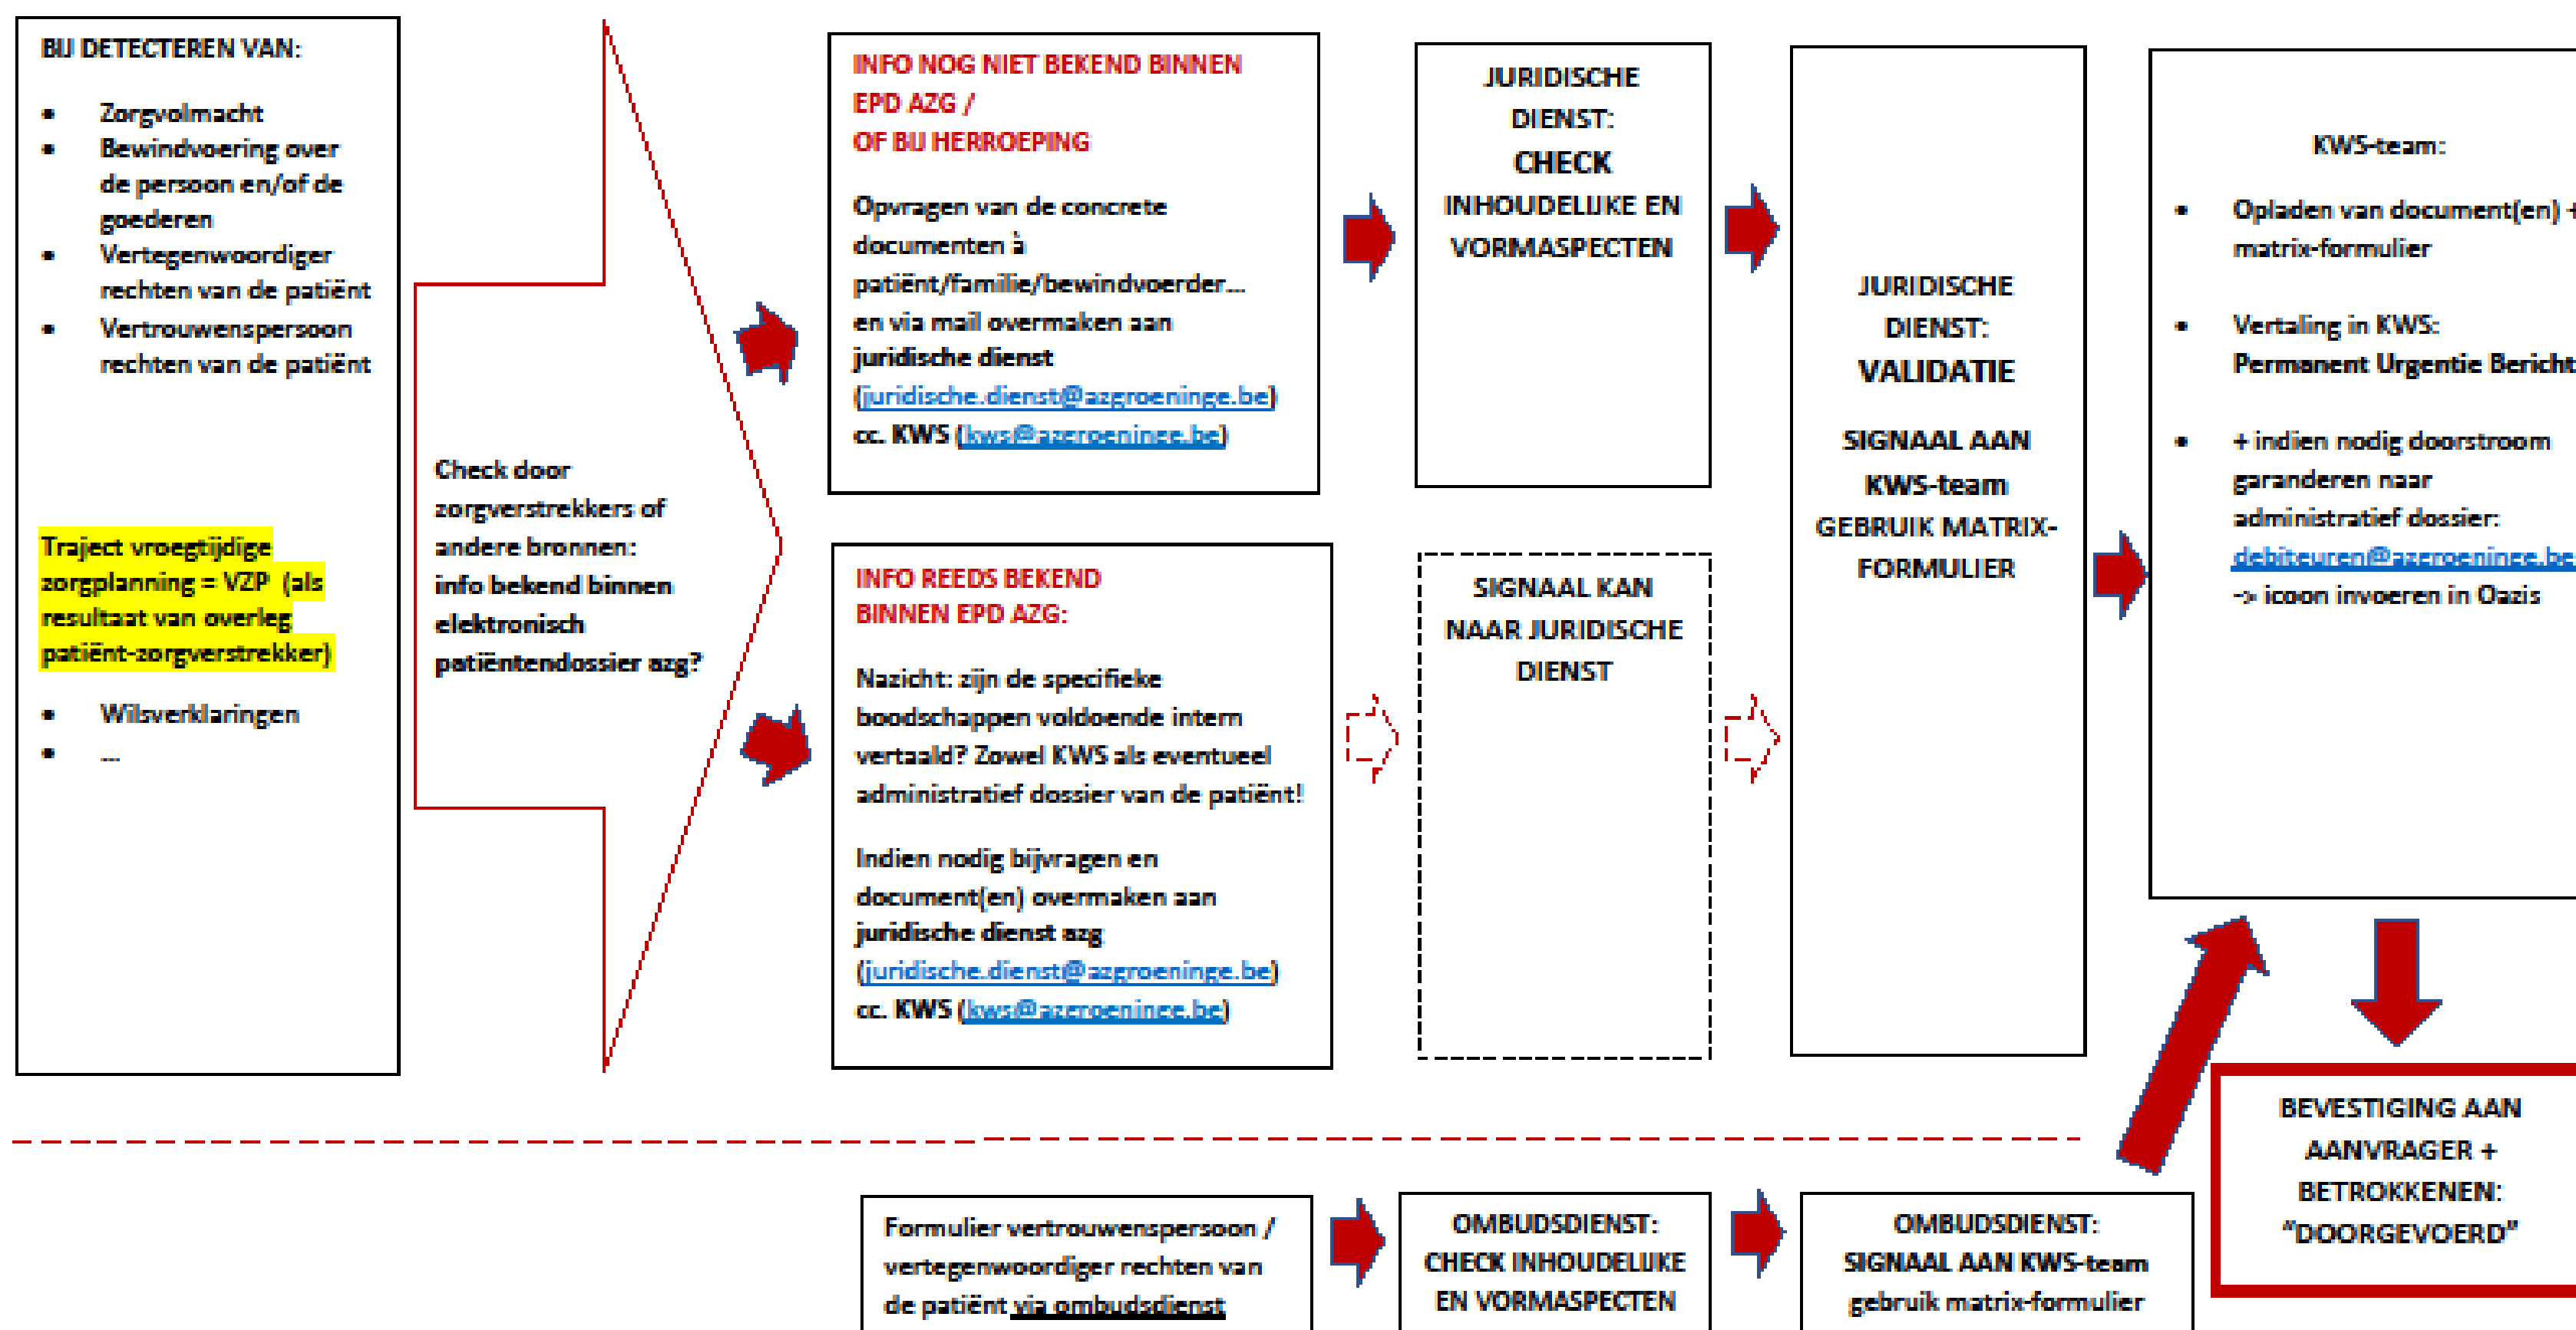 BIJ DETECTEREN VAN:
• Zorgvolmacht
• Bewindvoering over
de persoon en/of de
goederen
• Vertegenwoordiger
rechten van de patiënt
• Vertrouwenspersoon
rechten van de patiënt
Traject vroegtijdige
zorgplanning = VZP (als
resultaat van overleg
patiënt-zorgverstrekker)
• Wilsverklaringen
• ...
Check door
zorgverstrekkers of
andere bronnen:
info bekend binnen
elektronisch
patiëntendossier azg?
INFO NOG NIET BEKEND BINNEN
EPD AZG /
OF BIJ HERROEPING
Opvragen van de concrete
documenten à
patiënt/familie/bewindvoerder...
en via mail overmaken aan
juridische dienst
(juridische.dienst@azgroeninge.be)
cc. KWS (kws@azgroeninge.be)
INFO REEDS BEKEND
BINNEN EPD AZG:
Nazicht: zijn de specifieke
boodschappen voldoende intern
vertaald? Zowel KWS als eventueel
administratief dossier van de patiënt!
Indien nodig bijvragen en
document(en) overmaken aan
juridische dienst azg
(juridische.dienst@azgroeninge.be)
cc. KWS (kws@azgroeninge.be)
JURIDISCHE
DIENST:
CHECK
INHOUDELIJKE EN
VORMASPECTEN
SIGNAAL KAN
NAAR JURIDISCHE
DIENST
JURIDISCHE
DIENST:
VALIDATIE
SIGNAAL AAN
KWS-team
GEBRUIK MATRIX-
FORMULIER
KWS-team:
• Opladen van document(en) +
matrix-formulier
• Vertaling in KWS:
Permanent Urgentie Bericht
• + indien nodig doorstroom
garanderen naar
administratief dossier:
debiteuren@azgroeninge.be
-> icoon invoeren in Oazis
BEVESTIGING AAN
AANVRAGER +
BETROKKENEN:
"DOORGEVOERD"
Formulier vertrouwenspersoon /
vertegenwoordiger rechten van
de patiënt via ombudsdienst
OMBUDSDIENST:
CHECK INHOUDELIJKE
EN VORMASPECTEN
OMBUDSDIENST:
SIGNAAL AAN KWS-team
gebruik matrix-formulier